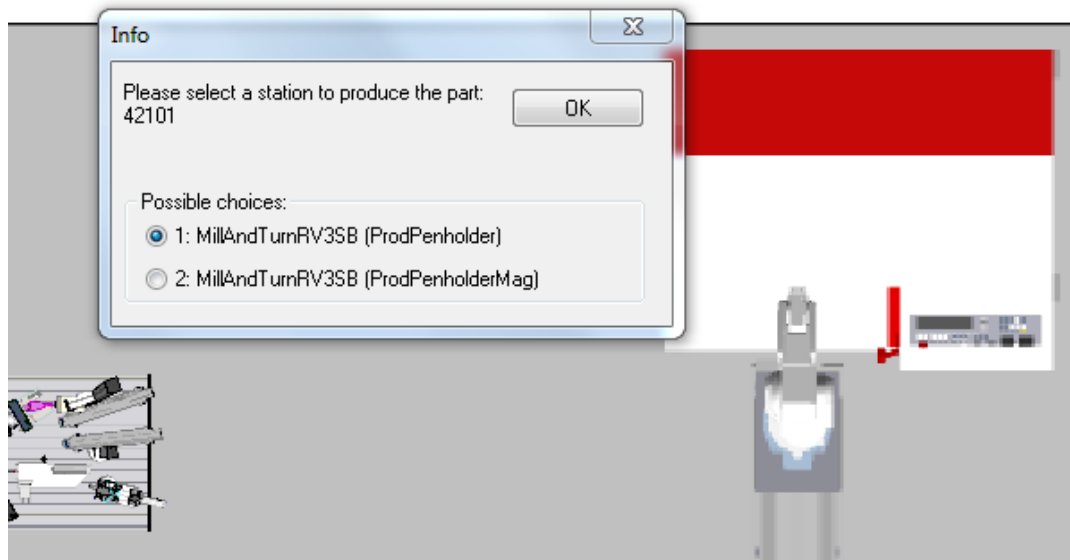 Info
Please select a station to produce the part:
42101
OK
Possible choices:
1: MillAndTurnRV3SB (ProdPenholder)
2: MillAndTurnRV3SB (ProdPenholderMag)